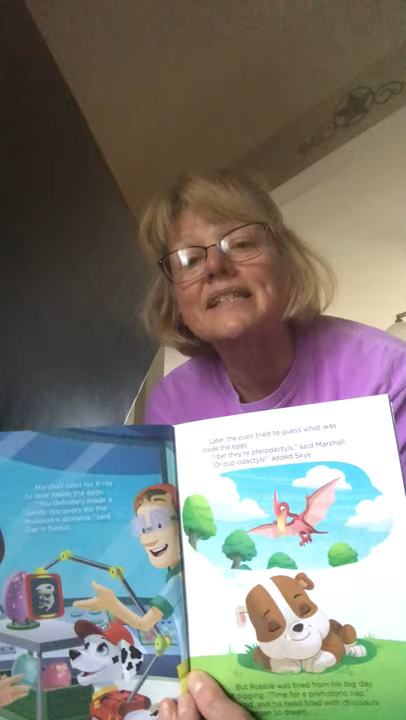 Marshall used his X-ray
to look inside the eggs.
"You definitely made a
dandy discovery for the
museum's diorama," said
Cap'n Turbot.
Later, the pups tried to guess what was
inside the eggs.
"I bet they're pterodactyls," said Marshall.
"Or pup-odactyls!" added Skye.
But Rubble was tired from his big day
digging. "Time for a prehistoric nap,"
and his head filled with dinosaurs
to dream